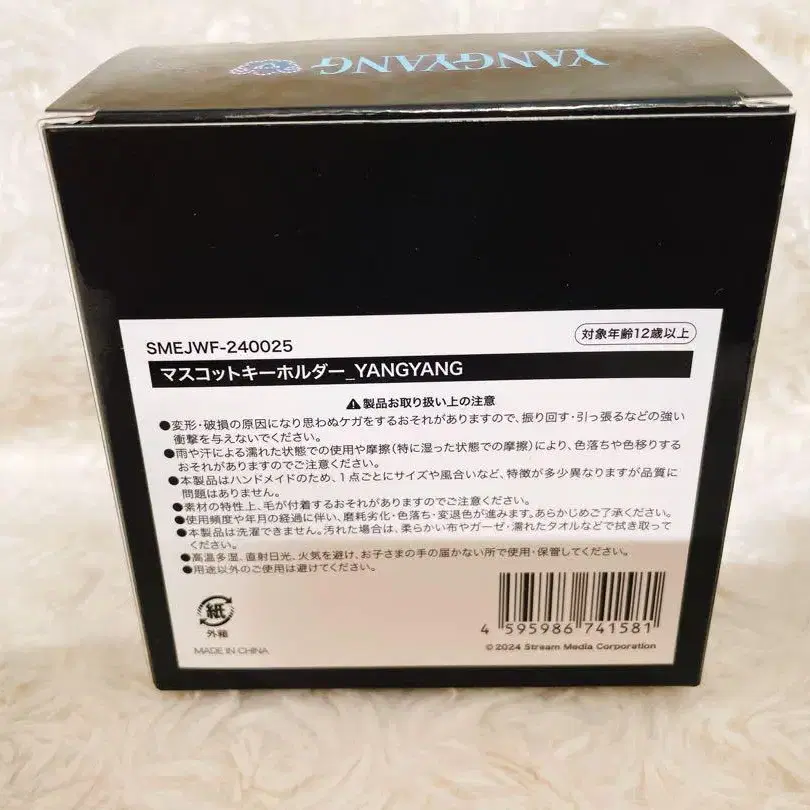 YANGYANG
SMEJWF-240025
対象年齢12歳以上
マスコットキーホルダー_YANGYANG
⚠製品お取り扱い上の注意
●変形・破損の原因になり思わぬケガをするおそれがありますので、振り回す・引っ張るなどの強い
衝撃を与えないでください。
●雨や汗による濡れた状態での使用や摩擦(特に湿った状態での摩擦)により、色落ちや色移りする
おそれがありますのでご注意ください。
●本製品はハンドメイドのため、1点ごとにサイズや風合いなど、特徴が多少異なりますが品質に
問題はありません。
●素材の特性上、毛が付着するおそれがありますのでご注意ください。
●使用頻度や年月の経過に伴い、磨耗劣化・色落ち・変退色が進みます。あらかじめご了承ください。
●本製品は洗濯できません。汚れた場合は、柔らかい布やガーゼ・濡れたタオルなどで拭き取って
ください。
●高温多湿、直射日光、火気を避け、お子さまの手の届かない所で使用・保管してください。
●用途以外のご使用は避けてください。
紙
外箱
MADE IN CHINA
4 595986 741581
©2024 Stream Media Corporation